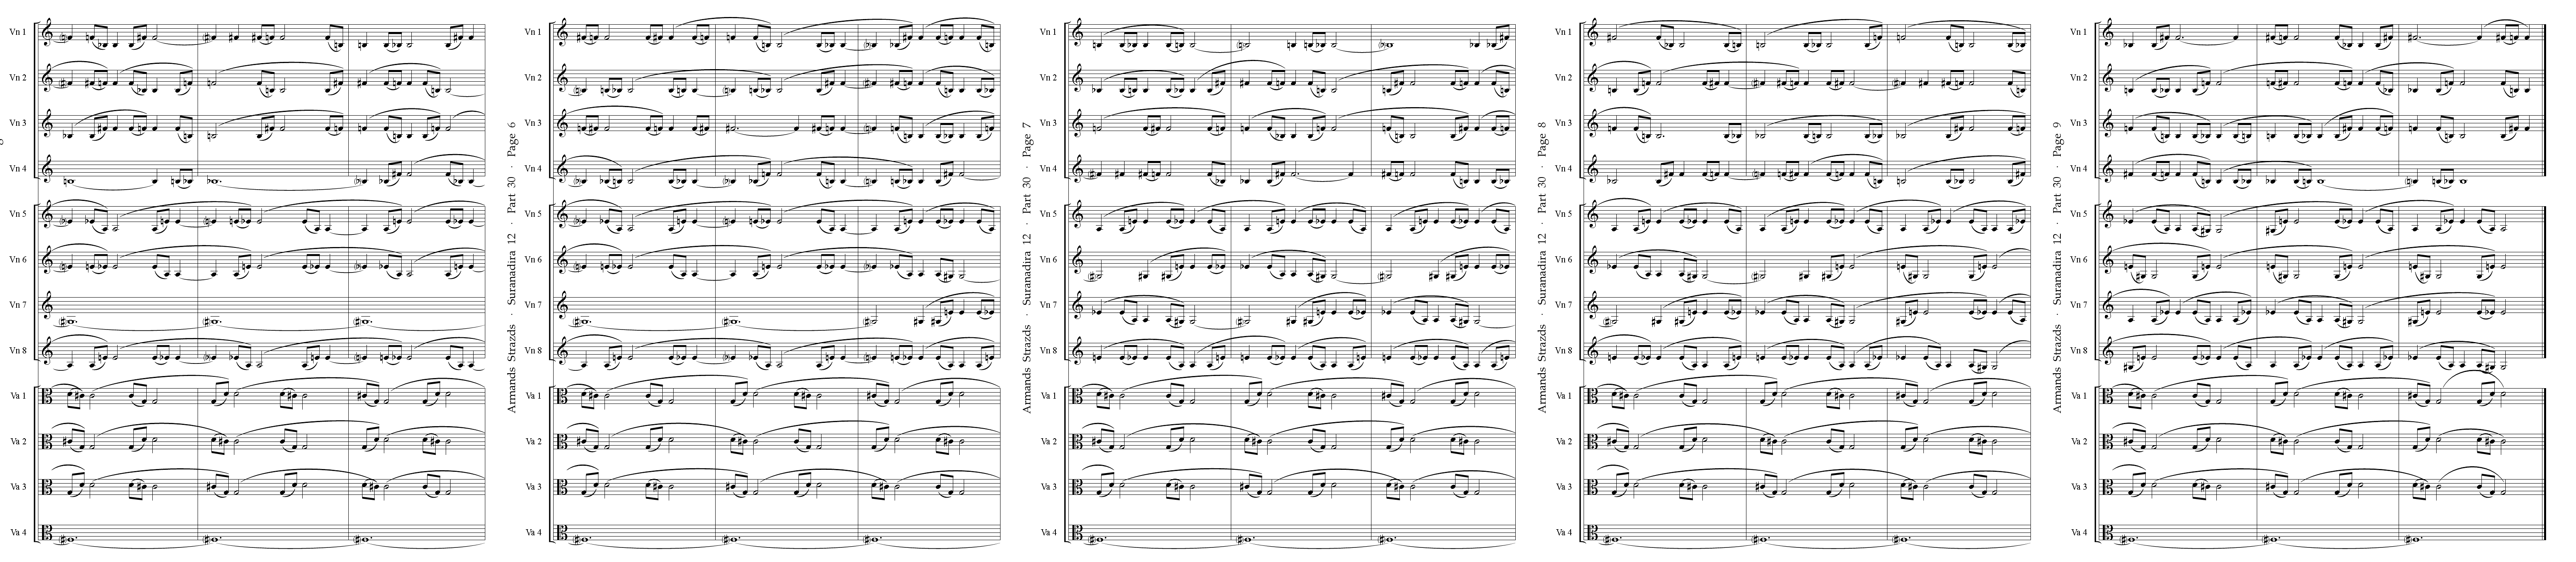 Vn 1
Vn 2
Vn 3
Vn 4
Vn 5
Vn 6
Vn 7
Vn 8
Va 1
Va 2
Va 3
Va 4
Armands Strazds · Suranadira 12 · Part 30 · Page 6
Vn 1
Vn 2
Vn 3
Vn 4
Vn 5
Vn 6
Vn 7
Vn 8
Va 1
Va 2
Va 3
Va 4
Armands Strazds · Suranadira 12 · Part 30 · Page 7
Vn 1
Vn 2
Vn 3
Vn 4
Vn 5
Vn 6
Vn 7
Vn 8
Va 1
Va 2
Va 3
Va 4
Armands Strazds · Suranadira 12 · Part 30 · Page 8
Vn 1
Vn 2
Vn 3
Vn 4
Vn 5
Vn 6
Vn 7
Vn 8
Va 1
Va 2
Va 3
Va 4
Armands Strazds · Suranadira 12 · Part 30 · Page 9
Vn 1
Vn 2
Vn 3
Vn 4
Vn 5
Vn 6
Vn 7
Vn 8
Va 1
Va 2
Va 3
Va 4